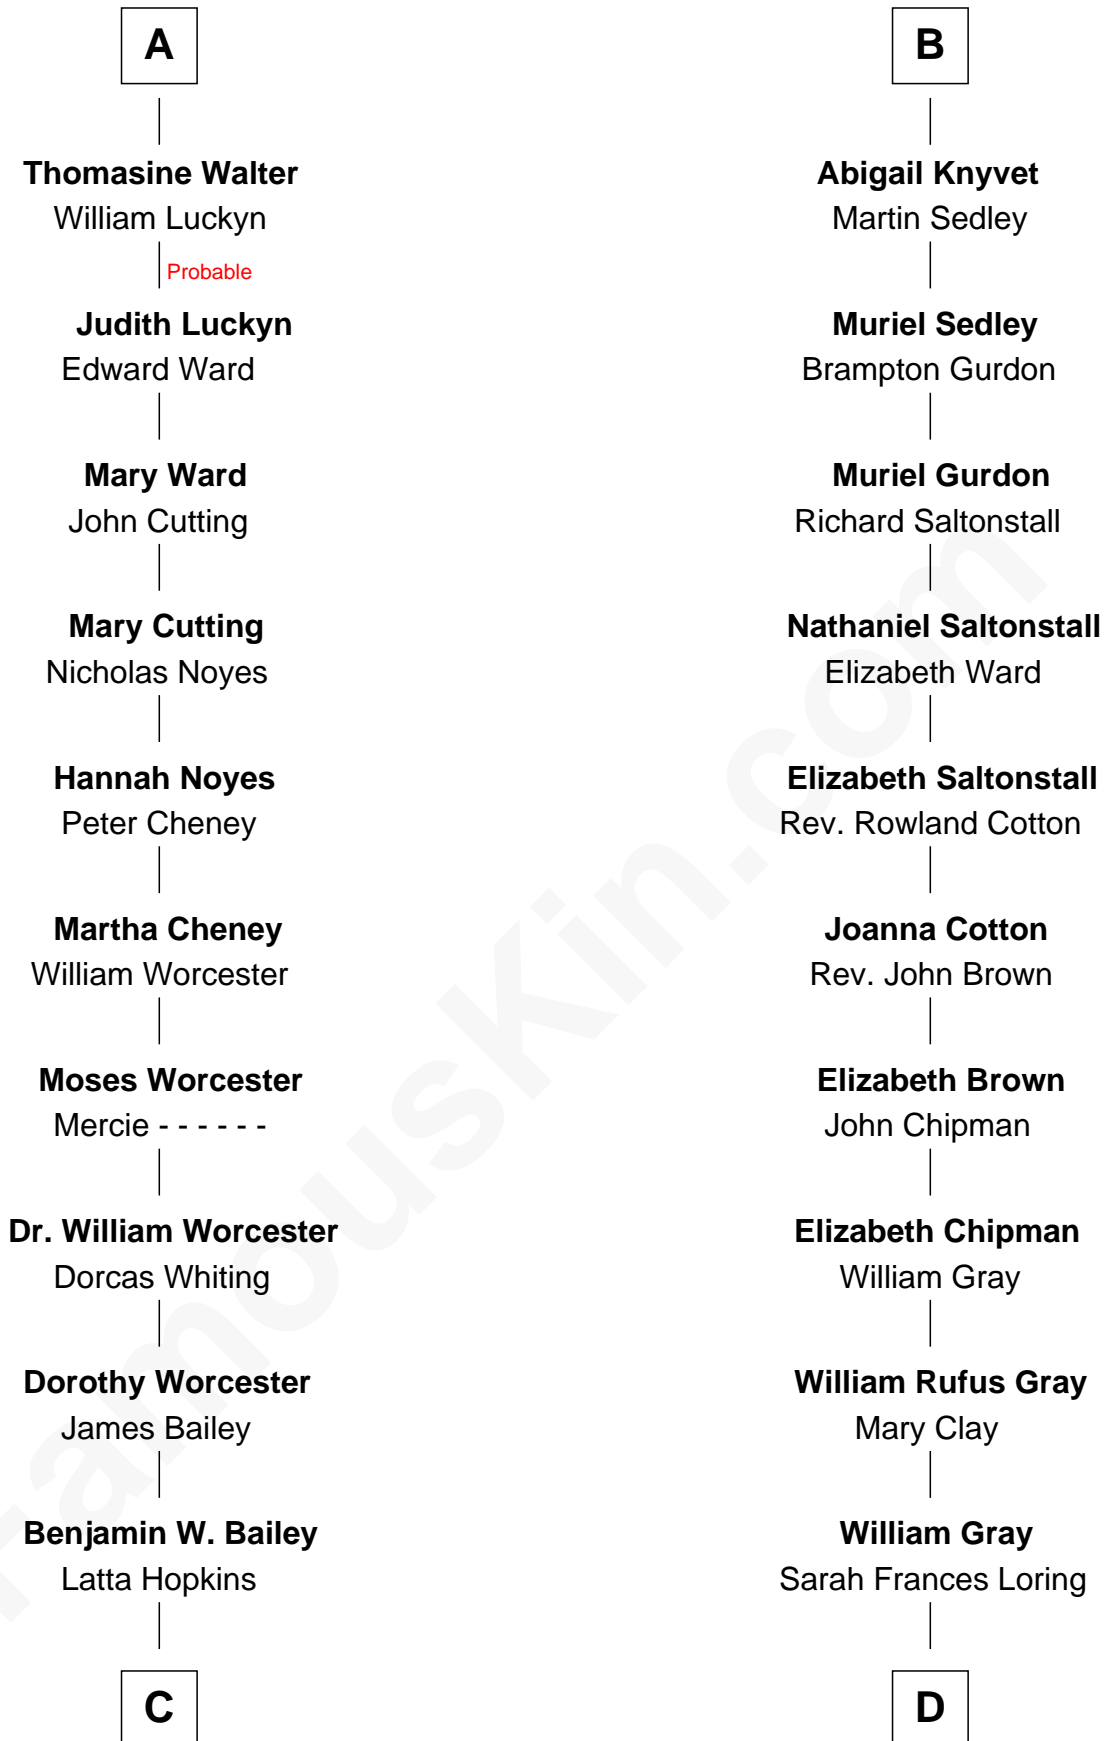 A
Thomasine Walter
William Luckyn
Probable
Judith Luckyn
Edward Ward
Mary Ward
John Cutting
Mary Cutting
Nicholas Noyes
Hannah Noyes
Peter Cheney
Martha Cheney
William Worcester
Moses Worcester
Mercie - - - - - -
Dr. William Worcester
Dorcas Whiting
Dorothy Worcester
James Bailey
Benjamin W. Bailey
Latta Hopkins
C
B
Abigail Knyvet
Martin Sedley
Muriel Sedley
Brampton Gurdon
Muriel Gurdon
Richard Saltonstall
Nathaniel Saltonstall
Elizabeth Ward
Elizabeth Saltonstall
Rev. Rowland Cotton
Joanna Cotton
Rev. John Brown
Elizabeth Brown
John Chipman
Elizabeth Chipman
William Gray
William Rufus Gray
Mary Clay
William Gray
Sarah Frances Loring
D
FamousKin.com